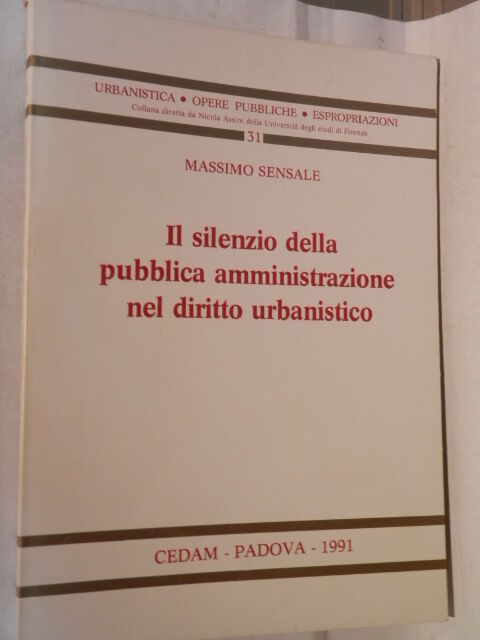 URBANISTICA • OPERE PUBBLICHE • ESPROPRIAZIONI
Collana diretta da Nicola Assini della Università degli studi di Firenze
31
MASSIMO SENSALE
Il silenzio della
pubblica amministrazione
nel diritto urbanistico
CEDAM - PADOVA - 1991